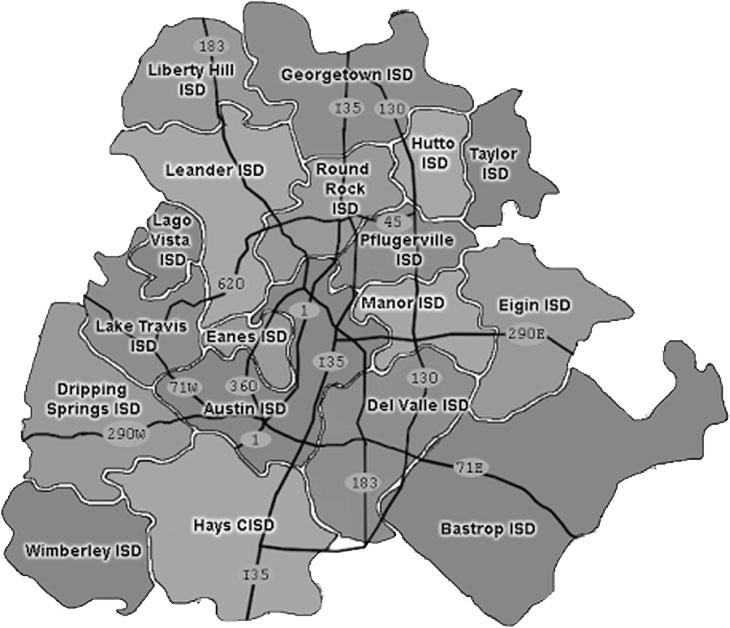 183
Liberty Hill
ISD
Georgetown ISD
I35
130
Hutto
ISD
Taylor
ISD
Leander ISD
Round
Rock
ISD
Lago
Vista
ISD
45
Pflugerville
ISD
620
Manor ISD
Eigin ISD
1
Lake Travis
ISD
Eanes ISD
290E
I35
Dripping
Springs ISD
71W
360
130
Austin ISD
Del Valle ISD
290W
1
71E
183
Hays CISD
Bastrop ISD
Wimberley ISD
I35